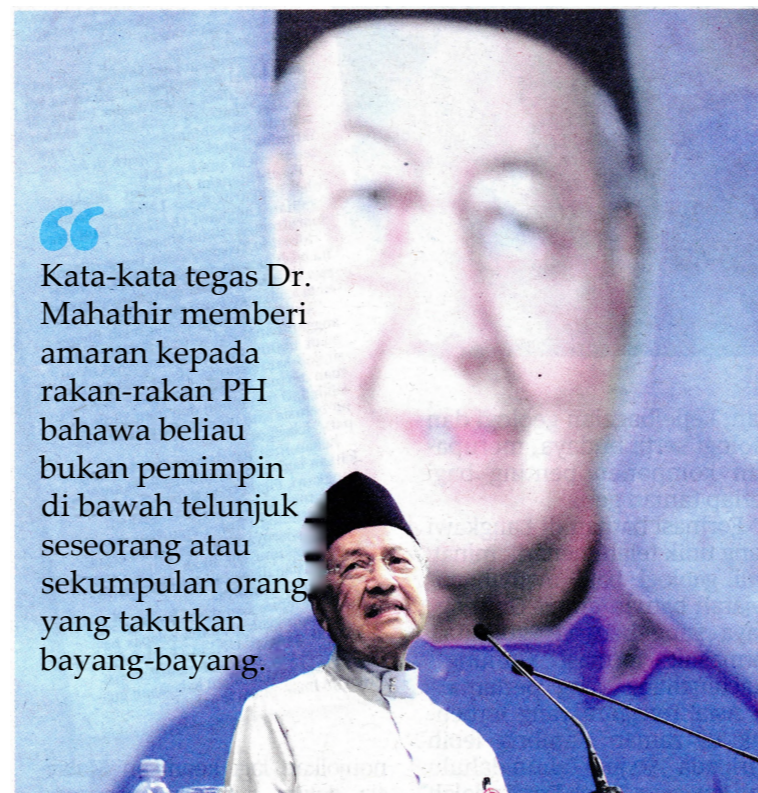 “
Kata-kata tegas Dr.
Mahathir memberi
amaran kepada
rakan-rakan PH
bahawa beliau
bukan pemimpin
di bawah telunjuk
seseorang atau
sekumpulan orang
yang takutkan
bayang-bayang.